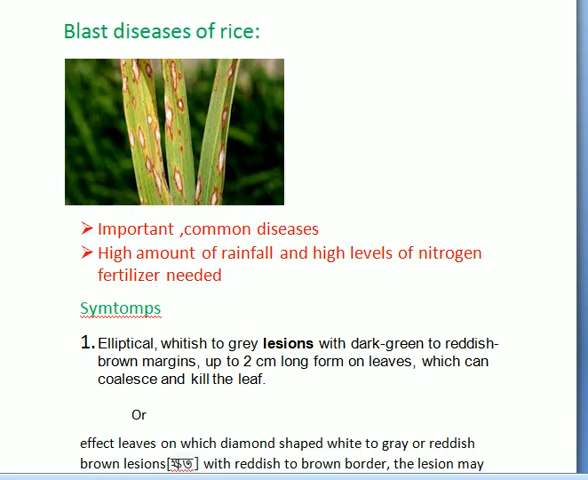 Blast diseases of rice:
Important ,common diseases
High amount of rainfall and high levels of nitrogen
fertilizer needed
Symtomps
1. Elliptical, whitish to grey lesions with dark-green to reddish-
brown margins, up to 2 cm long form on leaves, which can
coalesce and kill the leaf.
Or
effect leaves on which diamond shaped white to gray or reddish
brown lesions[ক্ষত] with reddish to brown border, the lesion may